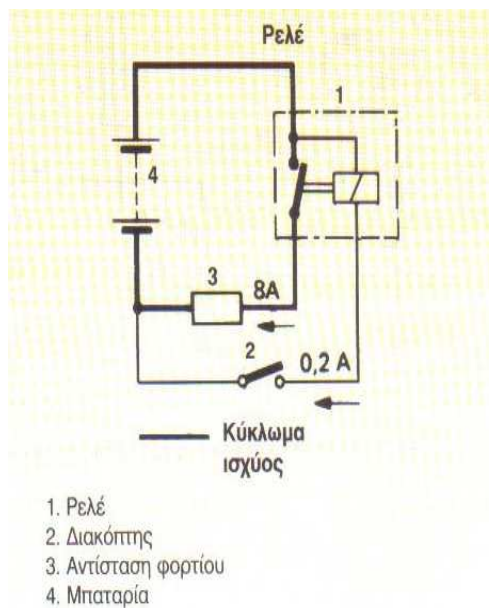 Ρελέ
1
4
3
8A
2
0,2 A
Κύκλωμα
ισχύος
1. Ρελέ
2. Διακόπτης
3. Αντίσταση φορτίου
4. Μπαταρία